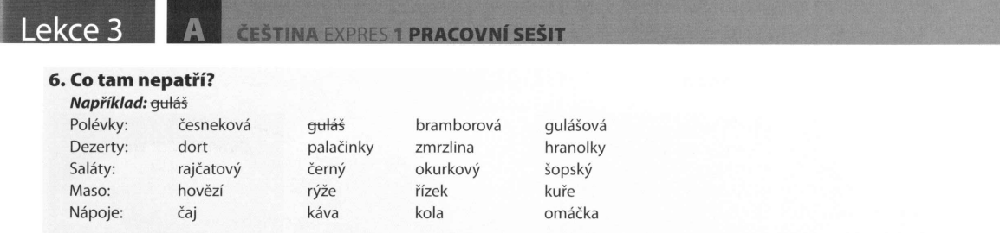 Lekce 3 A ČEŠTINA EXPRES 1 PRACOVNÍ SEŠIT
6. Co tam nepatří?
Například: guláš
Polévky: česneková guláš bramborová gulášová
Dezerty: dort palačinky zmrzlina hranolky
Saláty: rajčatový černý okurkový šopský
Maso: hovězí rýže řízek kuře
Nápoje: čaj káva kola omáčka